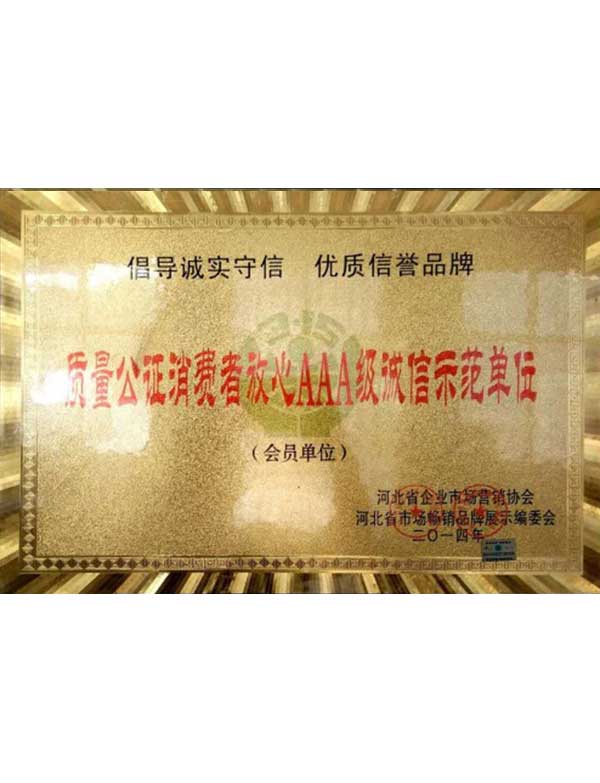 倡导诚实守信 优质信誉品牌
3·15
质量公证消费者放心AAA级诚信示范单位
(会员单位)
河北省企业市场营销协会
河北省市场畅销品牌展示编委会
二〇一四年